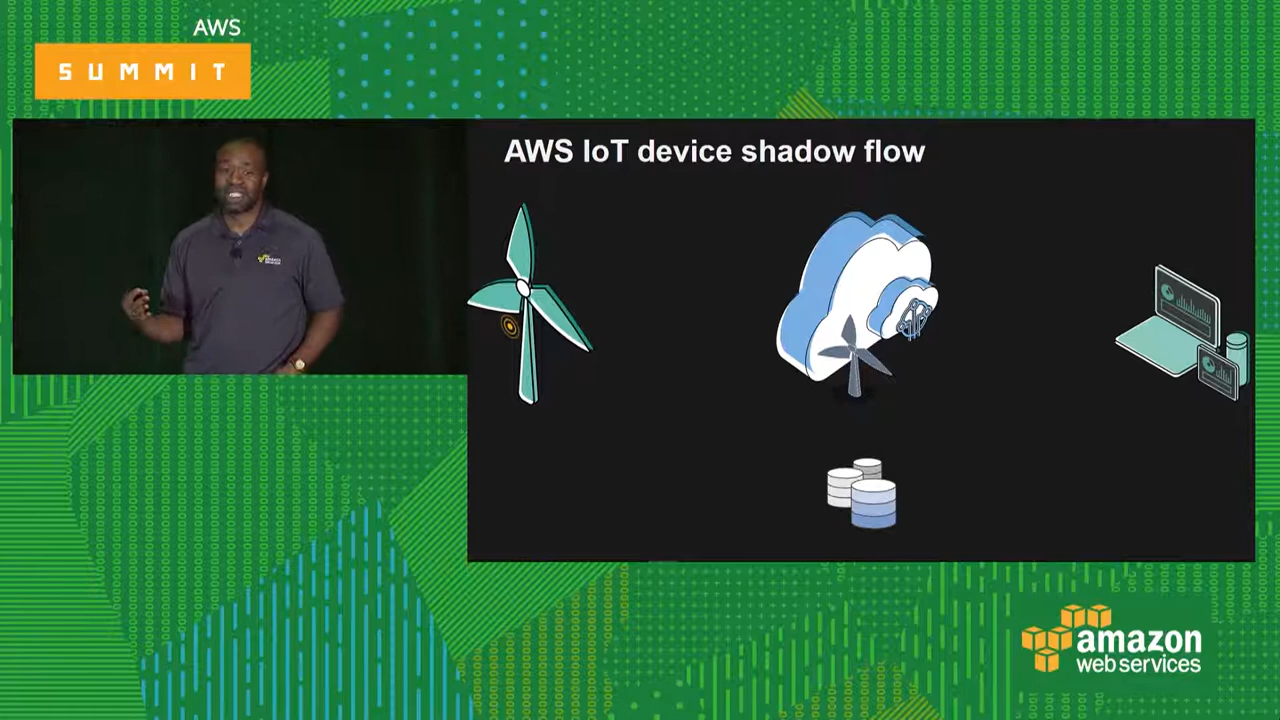 AWS
SUMMIT
AWS IoT device shadow flow
amazon
web services